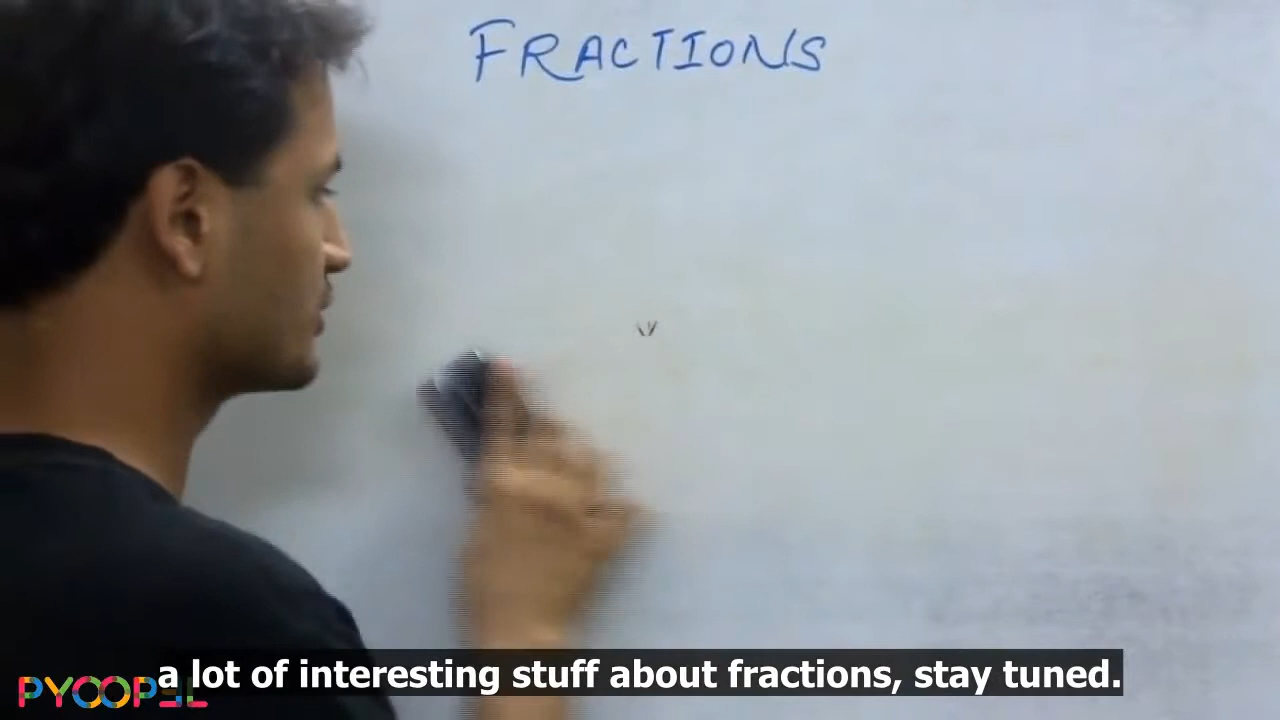 FRACTIONS
a lot of interesting stuff about fractions, stay tuned.
PYOOPEL